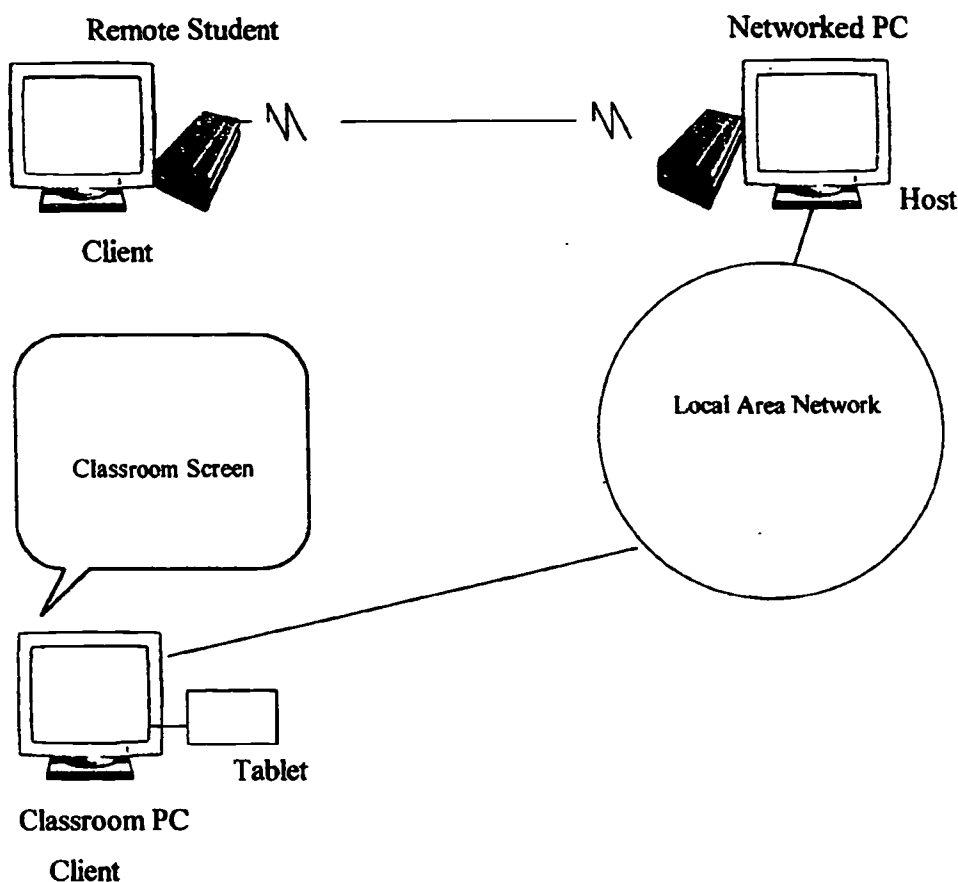 Remote Student
Networked PC
Host
Client
Local Area Network
Classroom Screen
Tablet
Classroom PC
Client